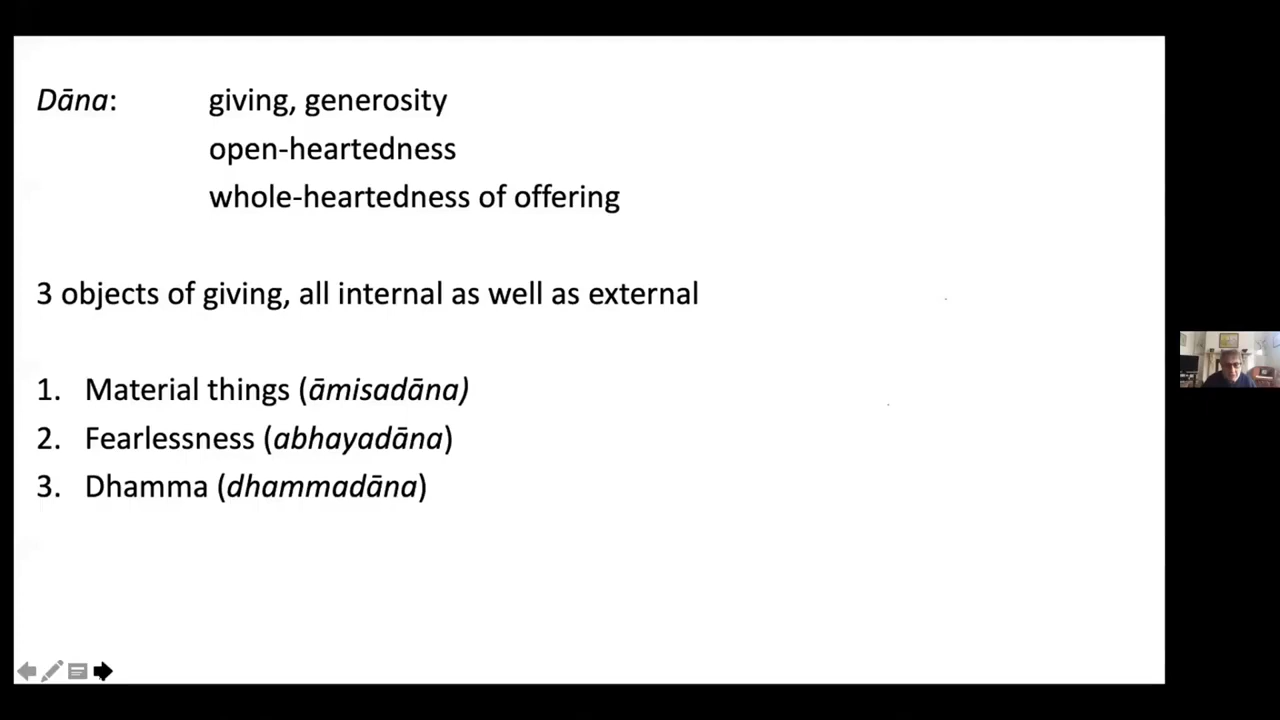 Dāna: giving, generosity
open-heartedness
whole-heartedness of offering
3 objects of giving, all internal as well as external
1. Material things (āmisadāna)
2. Fearlessness (abhayadāna)
3. Dhamma (dhammadāna)